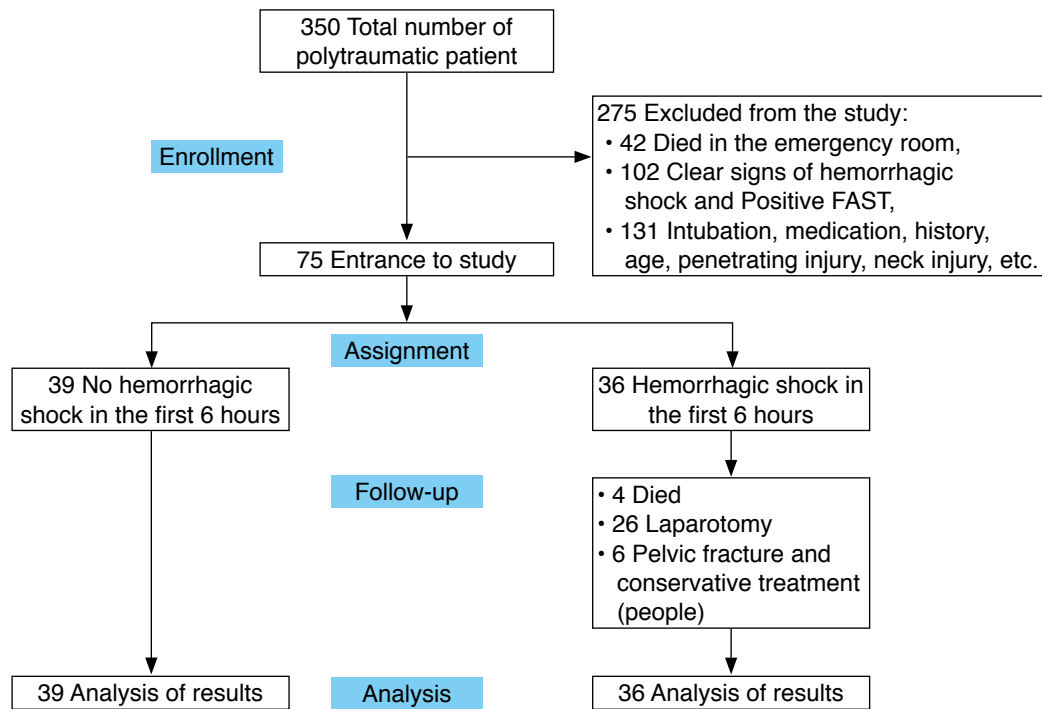 350 Total number of
polytraumatic patient
Enrollment
275 Excluded from the study:
• 42 Died in the emergency room,
• 102 Clear signs of hemorrhagic
shock and Positive FAST,
• 131 Intubation, medication, history,
age, penetrating injury, neck injury, etc.
75 Entrance to study
Assignment
39 No hemorrhagic
shock in the first 6 hours
36 Hemorrhagic shock in
the first 6 hours
Follow-up
• 4 Died
• 26 Laparotomy
• 6 Pelvic fracture and
conservative treatment
(people)
39 Analysis of results
Analysis
36 Analysis of results